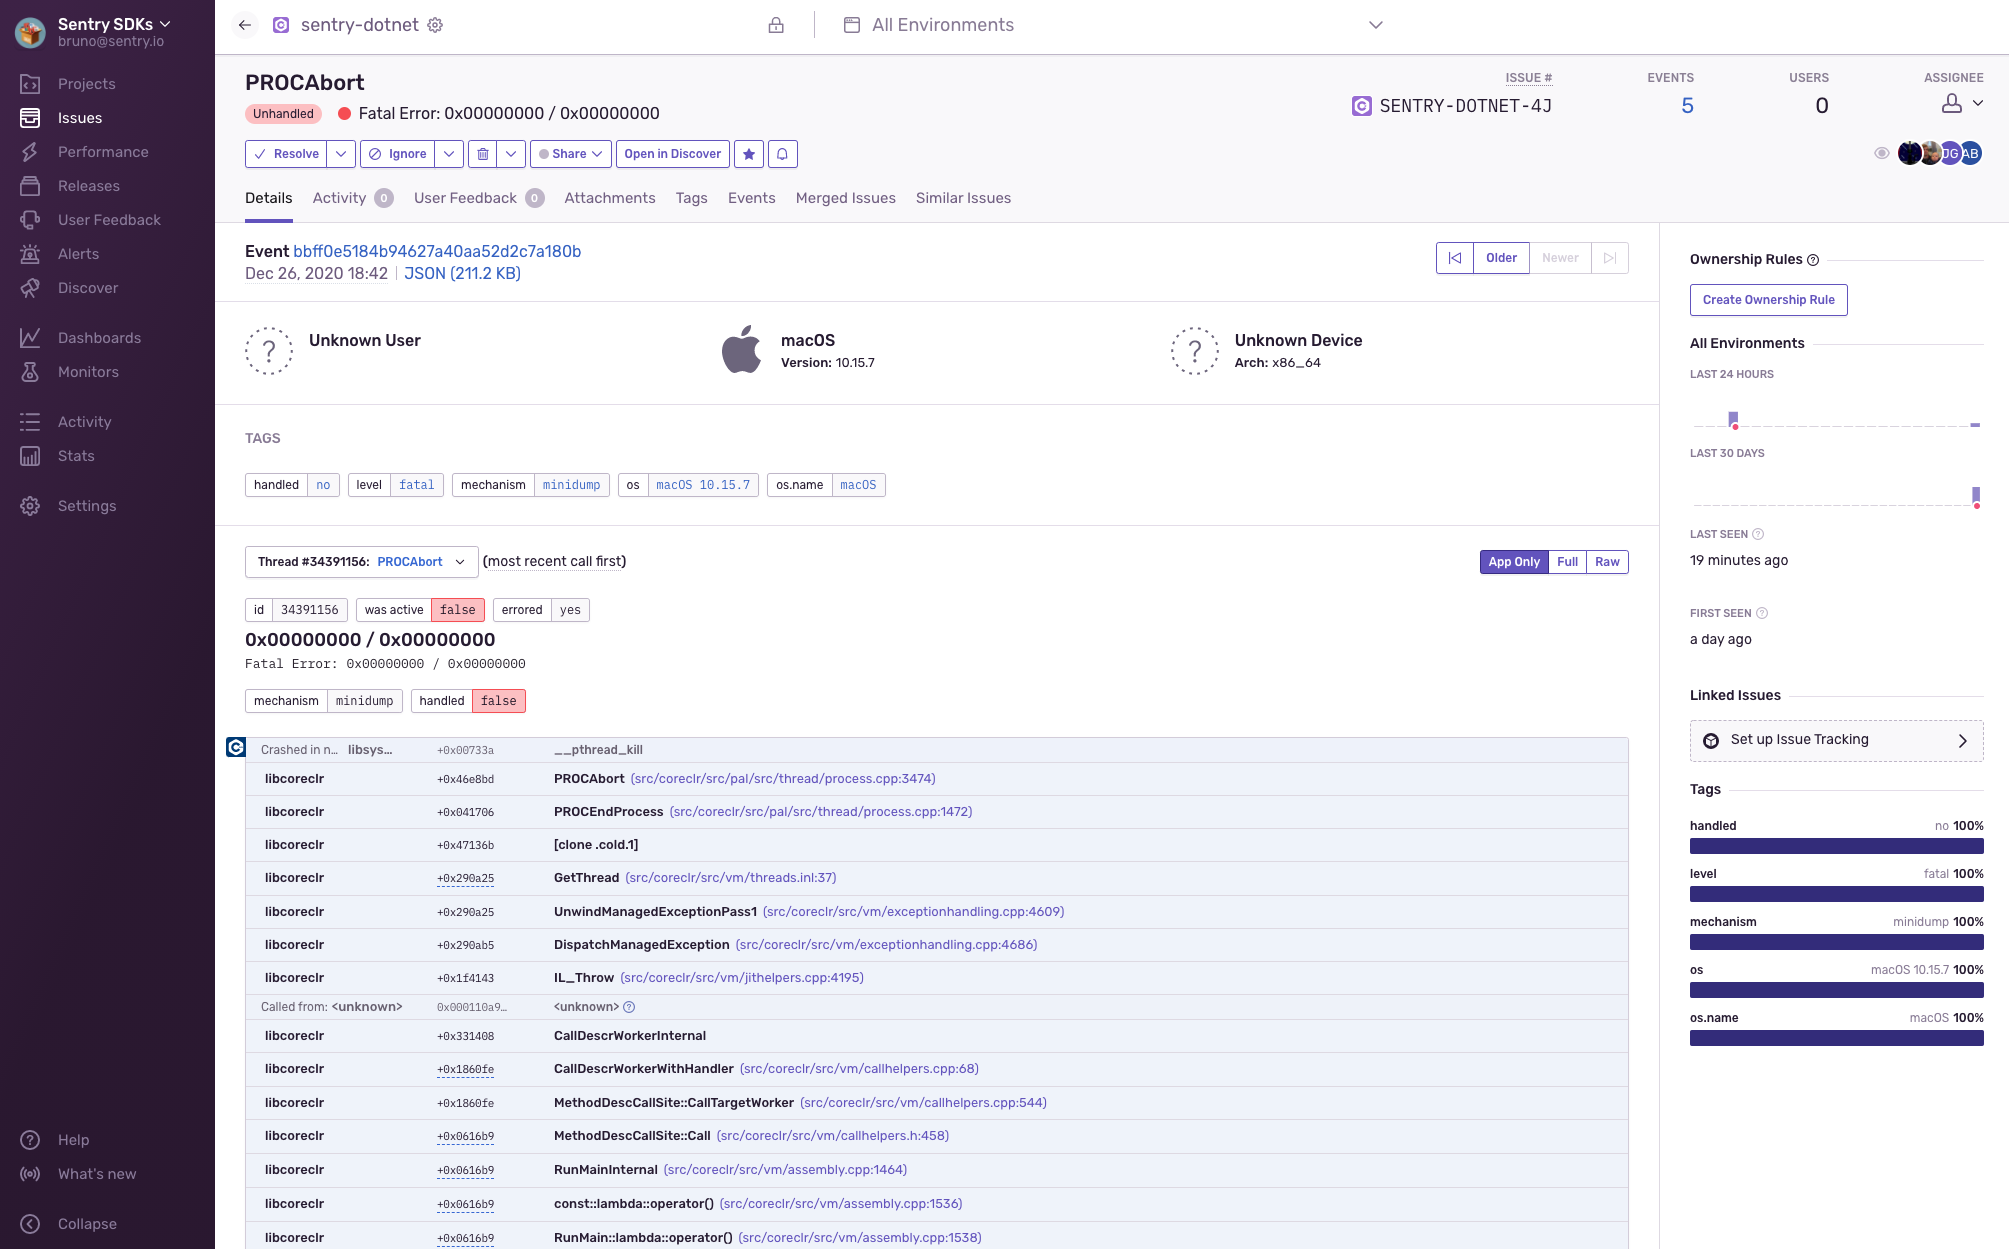 Sentry SDKs
bruno@sentry.io
Projects
Issues
Performance
Releases
User Feedback
Alerts
Discover
Dashboards
Monitors
Activity
Stats
Settings
Help
What's new
Collapse
sentry-dotnet
All Environments
PROCAbort
Unhandled Fatal Error: 0x00000000 / 0x00000000
ISSUE #
SENTRY-DOTNET-4J
EVENTS
5
USERS
0
ASSIGNEE
JG AB
Resolve Ignore Share Open in Discover
Details Activity 0 User Feedback 0 Attachments Tags Events Merged Issues Similar Issues
Event bbff0e5184b94627a40aa52d2c7a180b
Dec 26, 2020 18:42 JSON (211.2 KB)
Older Newer
? Unknown User
macOS
Version: 10.15.7
? Unknown Device
Arch: x86_64
TAGS
handled no level fatal mechanism minidump os macOS 10.15.7 os.name macOS
Thread #34391156: PROCAbort (most recent call first)
App Only Full Raw
id 34391156 was active false errored yes
0x00000000 / 0x00000000
Fatal Error: 0x00000000 / 0x00000000
mechanism minidump handled false
Crashed in n… libsys… +0x00733a __pthread_kill
libcoreclr +0x46e8bd PROCAbort (src/coreclr/src/pal/src/thread/process.cpp:3474)
libcoreclr +0x041706 PROCEndProcess (src/coreclr/src/pal/src/thread/process.cpp:1472)
libcoreclr +0x47136b [clone .cold.1]
libcoreclr +0x290a25 GetThread (src/coreclr/src/vm/threads.inl:37)
libcoreclr +0x290a25 UnwindManagedExceptionPass1 (src/coreclr/src/vm/exceptionhandling.cpp:4609)
libcoreclr +0x290ab5 DispatchManagedException (src/coreclr/src/vm/exceptionhandling.cpp:4686)
libcoreclr +0x1f4143 IL_Throw (src/coreclr/src/vm/jithelpers.cpp:4195)
Called from: <unknown> 0x000110a9… <unknown> ?
libcoreclr +0x331408 CallDescrWorkerInternal
libcoreclr +0x1860fe CallDescrWorkerWithHandler (src/coreclr/src/vm/callhelpers.cpp:68)
libcoreclr +0x1860fe MethodDescCallSite::CallTargetWorker (src/coreclr/src/vm/callhelpers.cpp:544)
libcoreclr +0x0616b9 MethodDescCallSite::Call (src/coreclr/src/vm/callhelpers.h:458)
libcoreclr +0x0616b9 RunMainInternal (src/coreclr/src/vm/assembly.cpp:1464)
libcoreclr +0x0616b9 const::lambda::operator() (src/coreclr/src/vm/assembly.cpp:1536)
libcoreclr +0x0616b9 RunMain::lambda::operator() (src/coreclr/src/vm/assembly.cpp:1538)
Ownership Rules ?
Create Ownership Rule
All Environments
LAST 24 HOURS
LAST 30 DAYS
LAST SEEN ?
19 minutes ago
FIRST SEEN ?
a day ago
Linked Issues
Set up Issue Tracking
Tags
handled no 100%
level fatal 100%
mechanism minidump 100%
os macOS 10.15.7 100%
os.name macOS 100%